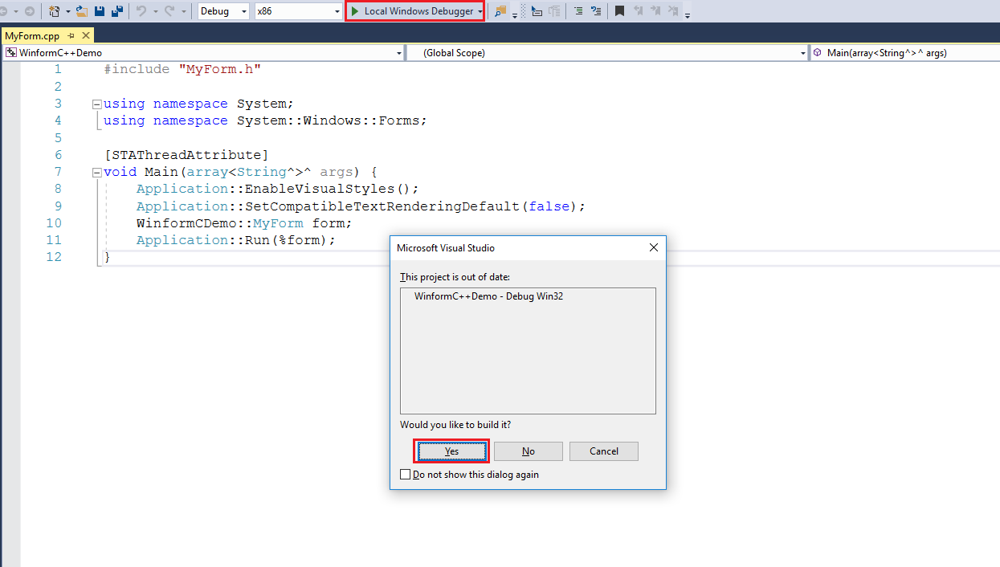 Debug x86 Local Windows Debugger
MyForm.cpp
WinformC++Demo (Global Scope) Main(array<String^>^ args)
1 #include "MyForm.h"
2
3 using namespace System;
4 using namespace System::Windows::Forms;
5
6 [STAThreadAttribute]
7 void Main(array<String^>^ args) {
8 Application::EnableVisualStyles();
9 Application::SetCompatibleTextRenderingDefault(false);
10 WinformCDemo::MyForm form;
11 Application::Run(%form);
12 }
Microsoft Visual Studio
This project is out of date:
WinformC++Demo - Debug Win32
Would you like to build it?
Yes No Cancel
Do not show this dialog again